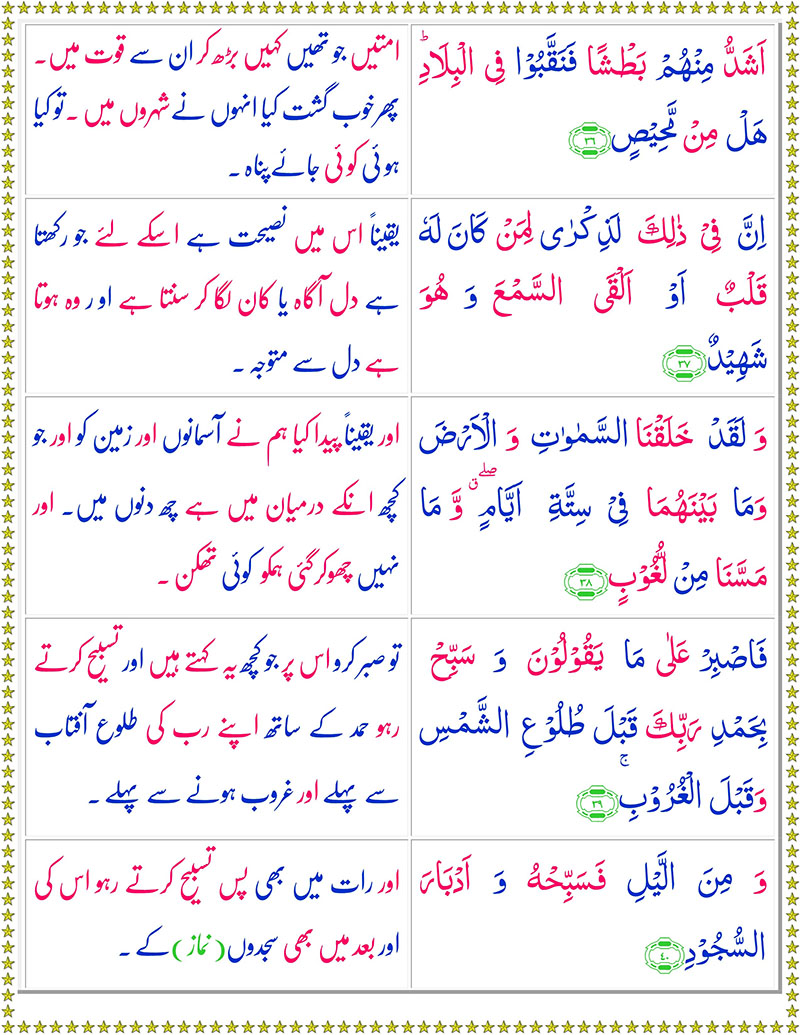 اَشَدُّ مِنْهُمْ بَطْشًا فَنَقَّبُوْا فِي الْبِلَادِ ؕ
هَلْ مِنْ مَّحِيْصٍ ﴿۳۶﴾
امتیں جو تھیں کہیں بڑھ کر ان سے قوت میں۔
پھر خوب گشت کیا انہوں نے شہروں میں ۔ تو کیا
ہوئی کوئی جائے پناہ ۔
اِنَّ فِيْ ذٰلِكَ لَذِكْرٰى لِمَنْ كَانَ لَهٗ
قَلْبٌ اَوْ اَلْقَى السَّمْعَ وَ هُوَ
شَهِيْدٌ ﴿۳۷﴾
یقیناً اس میں نصیحت ہے اسکے لئے جو رکھتا
ہے دل آگاہ یا کان لگا کر سنتا ہے او ر وہ ہوتا
ہے دل سے متوجہ ۔
وَ لَقَدْ خَلَقْنَا السَّمٰوٰتِ وَ الْاَرْضَ
وَمَا بَيْنَهُمَا فِيْ سِتَّةِ اَيَّامٍ ۖق وَّ مَا
مَسَّنَا مِنْ لُّغُوْبٍ ﴿۳۸﴾
اور یقیناً پیدا کیا ہم نے آسمانوں اور زمین کو اور جو
کچھ انکے درمیان میں ہے چھ دنوں میں۔ اور
نہیں چھو کر گئی ہمکو کوئی تھکن ۔
فَاصْبِرْ عَلٰى مَا يَقُوْلُوْنَ وَ سَبِّحْ
بِحَمْدِ رَبِّكَ قَبْلَ طُلُوْعِ الشَّمْسِ
وَقَبْلَ الْغُرُوْبِ ۚ ﴿۳۹﴾
تو صبر کرو اس پر جو کچھ یہ کہتے ہیں اور تسبیح کرتے
رہو حمد کے ساتھ اپنے رب کی طلوع آفتاب
سے پہلے اور غروب ہونے سے پہلے ۔
وَ مِنَ الَّيْلِ فَسَبِّحْهُ وَ اَدْبَارَ
السُّجُوْدِ ﴿۴۰﴾
اور رات میں بھی پس تسبیح کرتے رہو اس کی
اور بعد میں بھی سجدوں (نماز) کے ۔